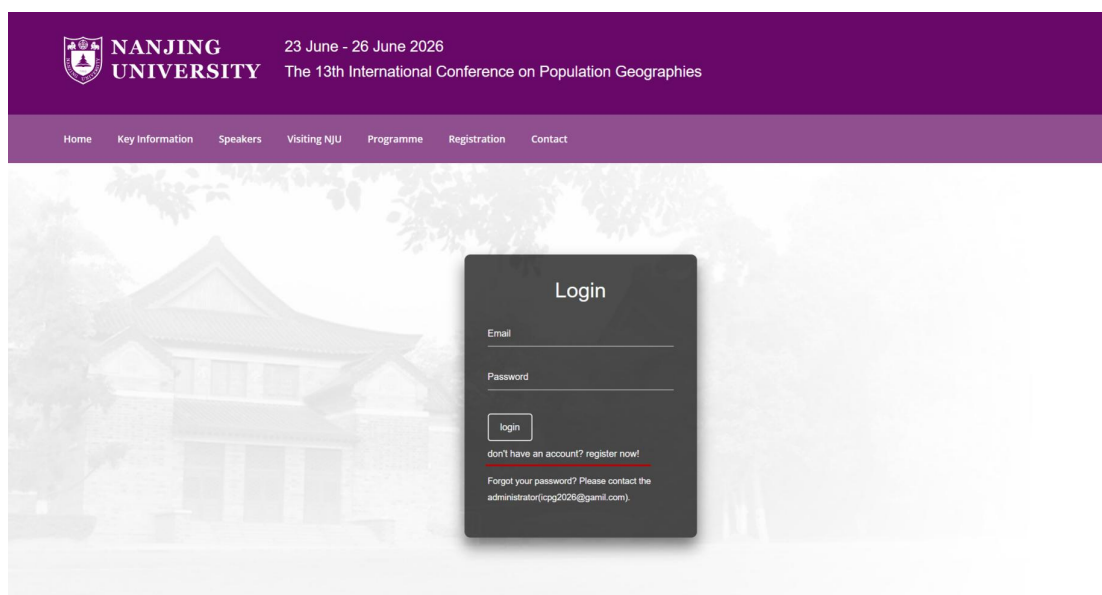 NANJING
UNIVERSITY
23 June - 26 June 2026
The 13th International Conference on Population Geographies
Home Key Information Speakers Visiting NJU Programme Registration Contact
Login
Email
Password
login
don't have an account? register now!
Forgot your password? Please contact the
administrator(icpg2026@gamil.com).